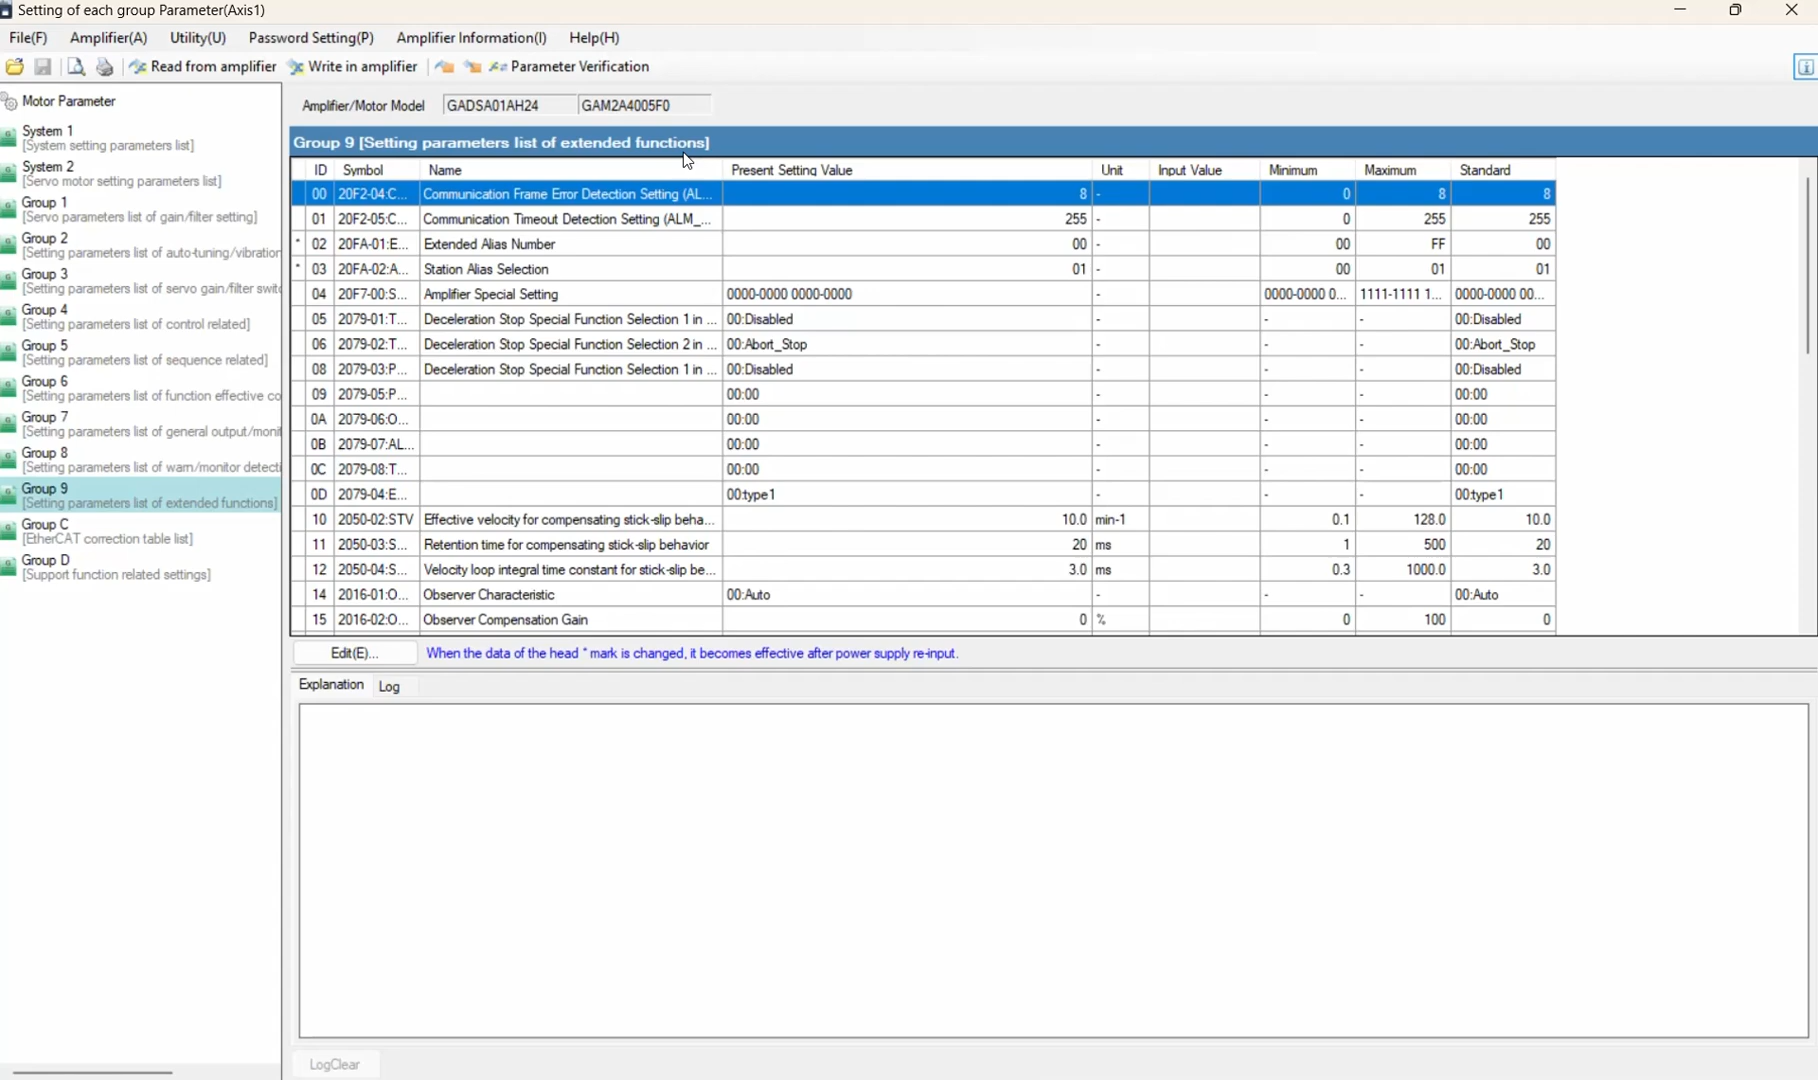 Setting of each group Parameter(Axis1)
File(F) Amplifier(A) Utility(U) Password Setting(P) Amplifier Information(I) Help(H)
Read from amplifier Write in amplifier Parameter Verification
Motor Parameter
System 1
[System setting parameters list]
System 2
[Servo motor setting parameters list]
Group 1
[Servo parameters list of gain/filter setting]
Group 2
[Setting parameters list of auto-tuning/vibration
Group 3
[Setting parameters list of servo gain/filter switc
Group 4
[Setting parameters list of control related]
Group 5
[Setting parameters list of sequence related]
Group 6
[Setting parameters list of function effective co
Group 7
[Setting parameters list of general output/monit
Group 8
[Setting parameters list of warn/monitor detecti
Group 9
[Setting parameters list of extended functions]
Group C
[EtherCAT correction table list]
Group D
[Support function related settings]
Amplifier/Motor Model GADSA01AH24 GAM2A4005F0
Group 9 [Setting parameters list of extended functions]
ID Symbol Name Present Setting Value Unit Input Value Minimum Maximum Standard
00 20F2-04:C... Communication Frame Error Detection Setting (AL... 8 - 0 8 8
01 20F2-05:C... Communication Timeout Detection Setting (ALM_... 255 - 0 255 255
* 02 20FA-01:E... Extended Alias Number 00 - 00 FF 00
* 03 20FA-02:A... Station Alias Selection 01 - 00 01 01
04 20F7-00:S... Amplifier Special Setting 0000-0000 0000-0000 - 0000-0000 0... 1111-1111 1... 0000-0000 00...
05 2079-01:T... Deceleration Stop Special Function Selection 1 in ... 00:Disabled - - - 00:Disabled
06 2079-02:T... Deceleration Stop Special Function Selection 2 in ... 00:Abort_Stop - - - 00:Abort_Stop
08 2079-03:P... Deceleration Stop Special Function Selection 1 in ... 00:Disabled - - - 00:Disabled
09 2079-05:P... 00:00 - - - 00:00
0A 2079-06:O... 00:00 - - - 00:00
0B 2079-07:AL... 00:00 - - - 00:00
0C 2079-08:T... 00:00 - - - 00:00
0D 2079-04:E... 00:type1 - - - 00:type1
10 2050-02:STV Effective velocity for compensating stick-slip beha... 10.0 min-1 0.1 128.0 10.0
11 2050-03:S... Retention time for compensating stick-slip behavior 20 ms 1 500 20
12 2050-04:S... Velocity loop integral time constant for stick-slip be... 3.0 ms 0.3 1000.0 3.0
14 2016-01:O... Observer Characteristic 00:Auto - - - 00:Auto
15 2016-02:O... Observer Compensation Gain 0 % 0 100 0
Edit(E)... When the data of the head * mark is changed, it becomes effective after power supply re-input.
Explanation Log
LogClear